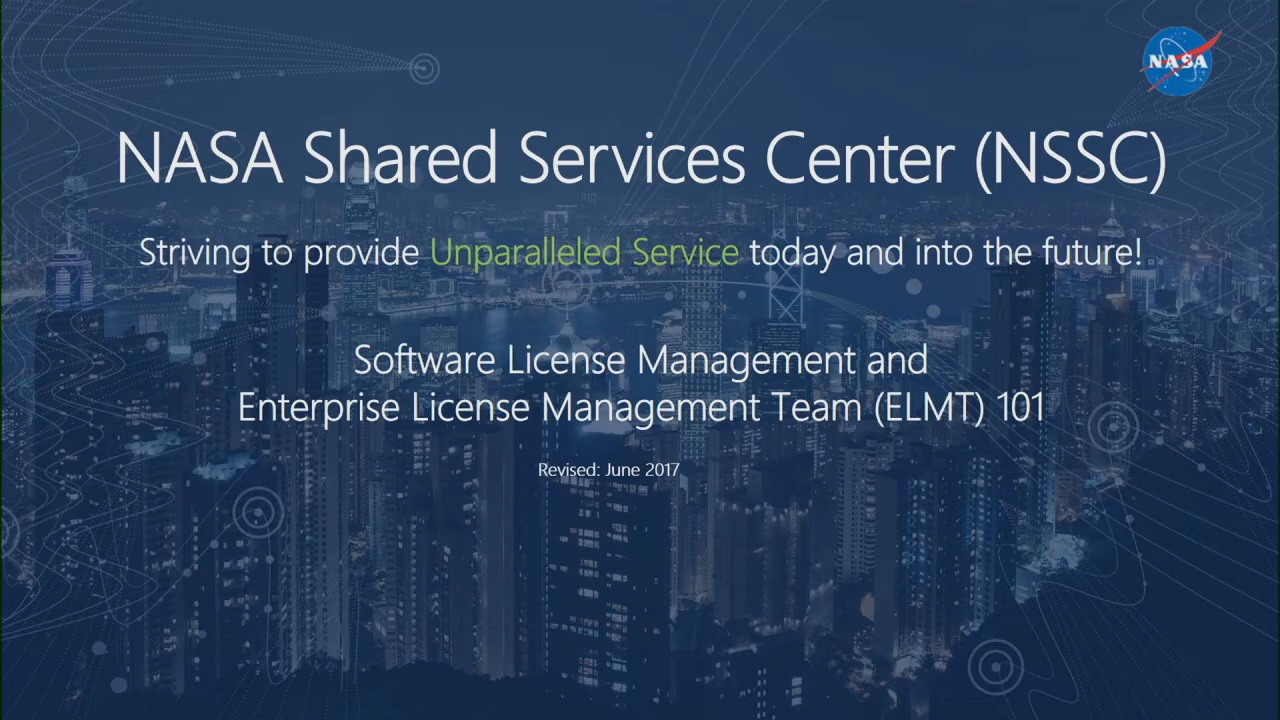 NASA
NASA Shared Services Center (NSSC)
Striving to provide Unparalleled Service today and into the future!
Software License Management and
Enterprise License Management Team (ELMT) 101
Revised: June 2017